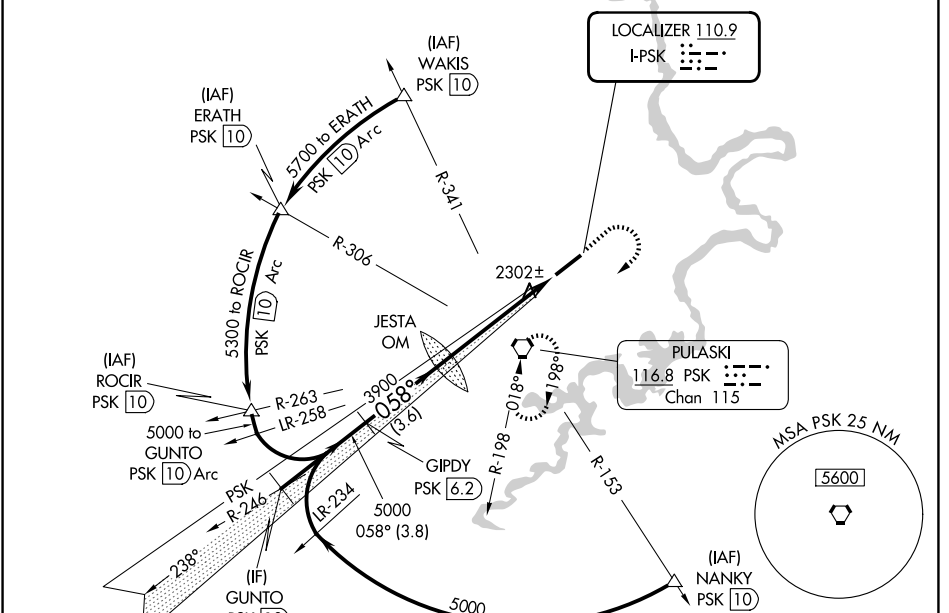 LOCALIZER 110.9
I-PSK
(IAF)
WAKIS
PSK 10
(IAF)
ERATH
PSK 10
5700 to ERATH
PSK 10 Arc
R-341
R-306
5300 to ROCIR
PSK 10 Arc
2302±
JESTA
OM
PULASKI
116.8 PSK
Chan 115
(IAF)
ROCIR
PSK 10
R-263
LR-258
3900
058°
(3.6)
018°
198°
5000 to
GUNTO
PSK 10 Arc
GIPDY
PSK 6.2
R-198
R-153
MSA PSK 25 NM
5600
PSK
R-246
LR-234
5000
058° (3.8)
238°
(IF)
GUNTO
(IAF)
NANKY
PSK 10
5000